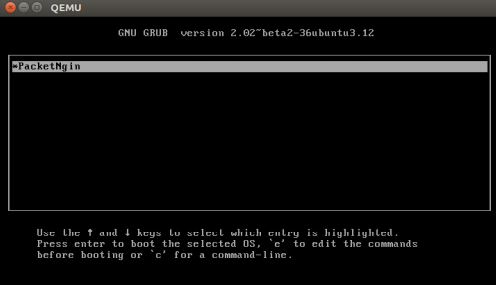 QEMU
GNU GRUB version 2.02~beta2-36ubuntu3.12
*PacketNgin
Use the ↑ and ↓ keys to select which entry is highlighted.
Press enter to boot the selected OS, `e' to edit the commands
before booting or `c' for a command-line.